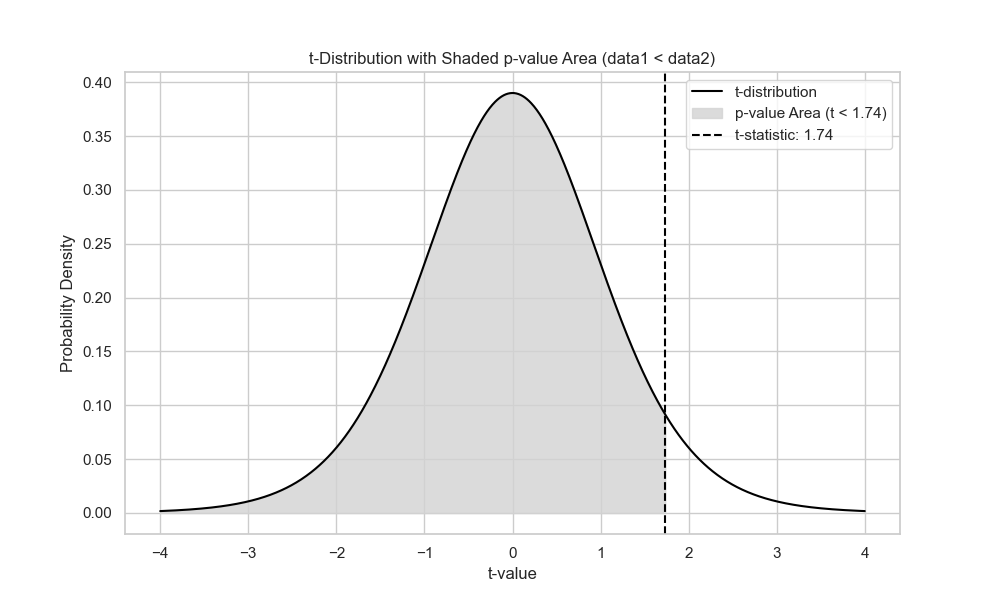 t-Distribution with Shaded p-value Area (data1 < data2)
t-distribution
p-value Area (t < 1.74)
t-statistic: 1.74
Probability Density
0.40
0.35
0.30
0.25
0.20
0.15
0.10
0.05
0.00
−4 −3 −2 −1 0 1 2 3 4
t-value